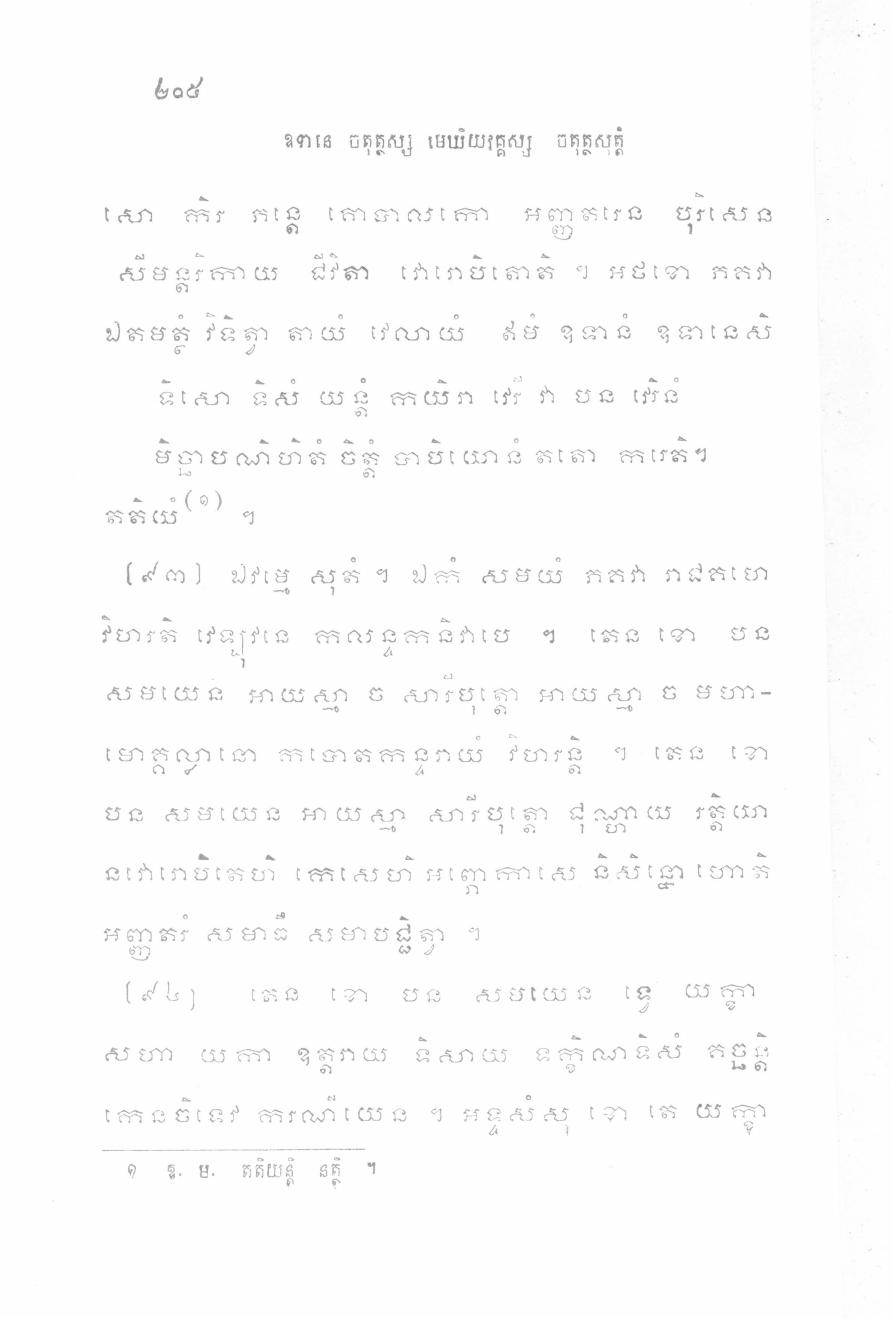 ២០៥
ឧទានេ ចតុត្ថស្ស មេឃិយវគ្គស្ស ចតុត្ថសុត្តំ
សោ កិរ ភន្តេ គោបាលកោ អញ្ញតរេន បុរិសេន
សីមន្តរិកាយ ជីវិតា វោរោបិតោតិ ។ អថខោ ភគវា
ឯតមត្ថំ វិទិត្វា តាយំ វេលាយំ ឥមំ ឧទានំ ឧទានេសិ
ទិសោ ទិសំ យន្តំ កយិរា វេរី វា បន វេរិនំ
មិច្ឆាបណិហិតំ ចិត្តំ បាបិយោនំ តតោ ករេតិ។
តតិយំ(១) ។
(៩៣) ឯវម្មេ សុតំ ។ ឯកំ សមយំ ភគវា រាជគហេ
វិហរតិ វេឡុវនេ កលន្ទកនិវាបេ ។ តេន ខោ បន
សមយេន អាយស្មា ច សារីបុត្តោ អាយស្មា ច មហា-
មោគ្គល្លានោ កបោតកន្ទរាយំ វិហរន្តិ ។ តេន ខោ
បន សមយេន អាយស្មា សារីបុត្តោ ជុណ្ហាយ រត្តិយា
នវោរោបិតេហិ កេសេហិ អព្ភោកាសេ និសិន្នោ ហោតិ
អញ្ញតរំ សមាធឹ សមាបជ្ជិត្វា ។
(៩៤) តេន ខោ បន សមយេន ទ្វេ យក្ខា
សហាយកា ឧត្តរាយ ទិសាយ ទក្ខិណទិសំ គច្ឆន្តិ
កេនចិទេវ ករណីយេន ។ អទ្ទសំសុ ខោ តេ យក្ខា
១ ឱ. ម. តតិយន្តិ នត្ថិ ។